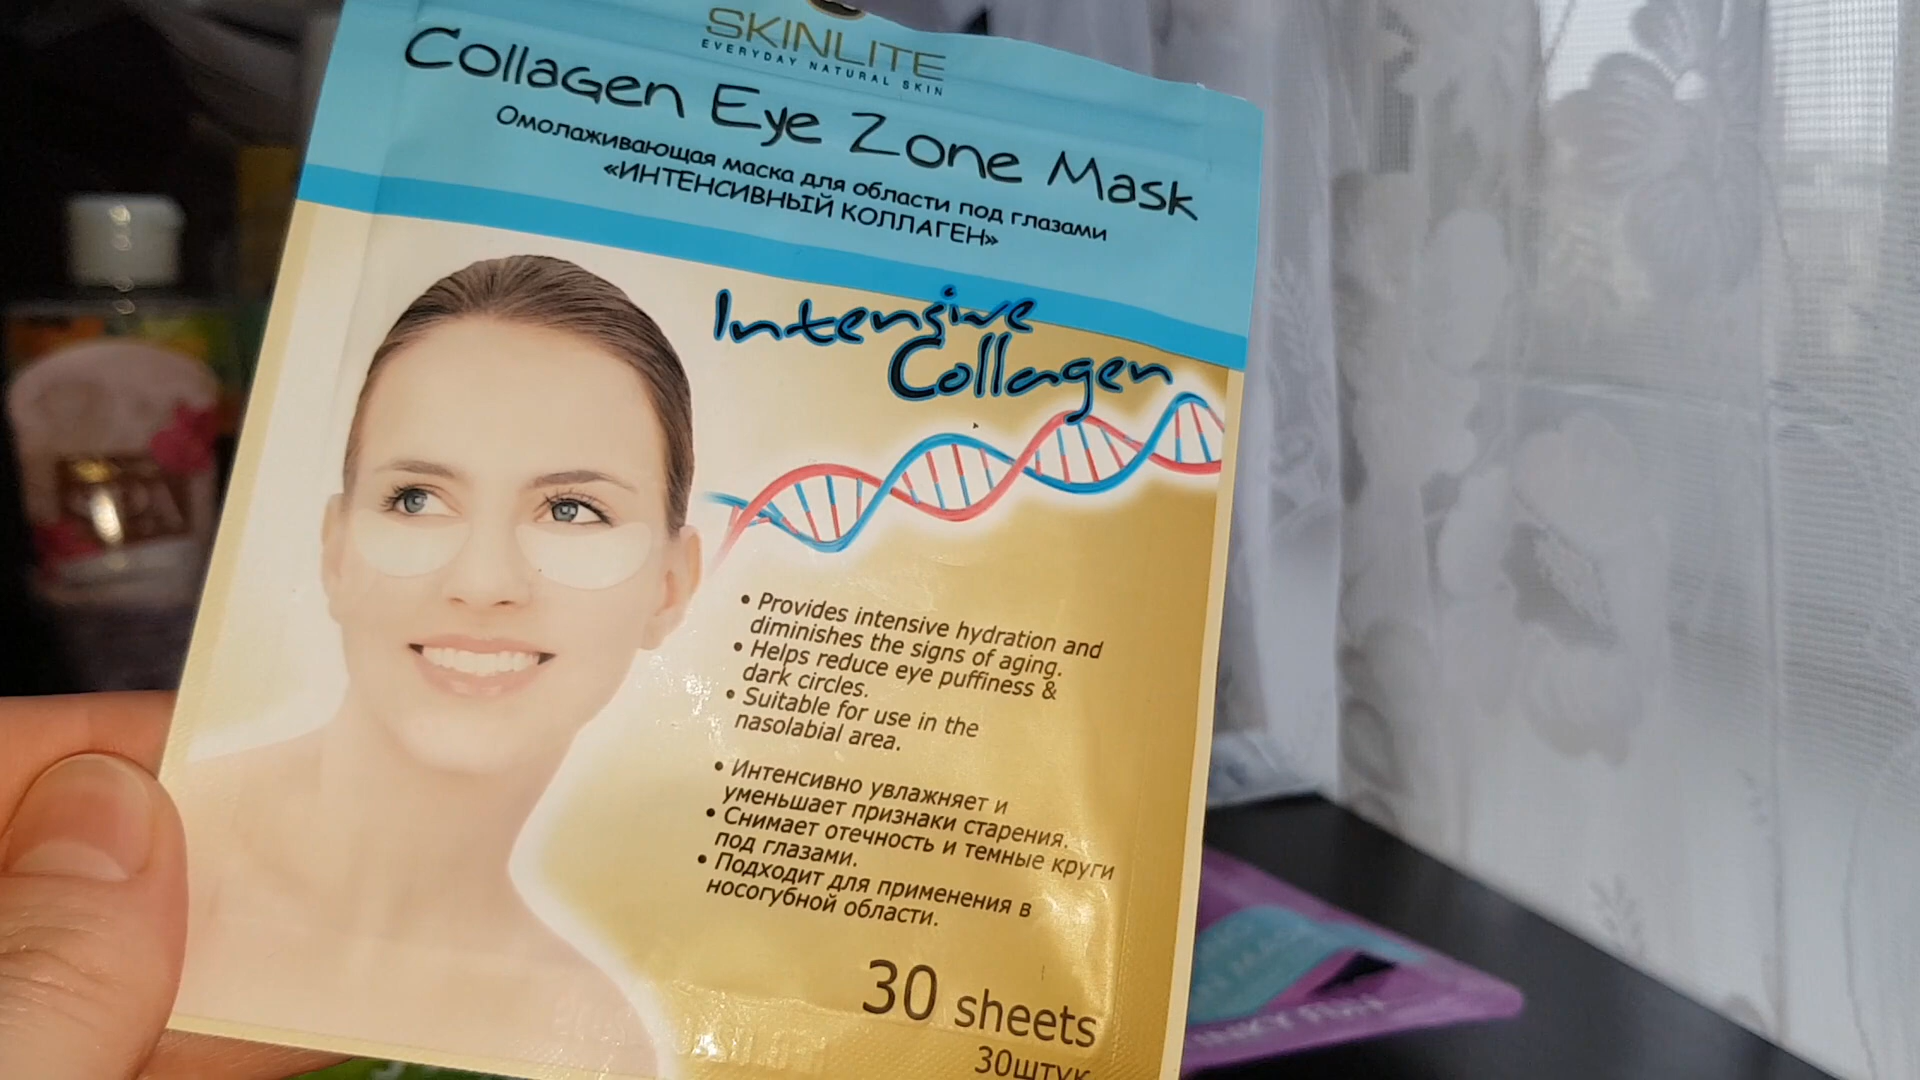 SKINLITE
EVERYDAY NATURAL SKIN
Collagen Eye Zone Mask
Омолаживающая маска для области под глазами
«ИНТЕНСИВНЫЙ КОЛЛАГЕН»
Intensive
Collagen
• Provides intensive hydration and
diminishes the signs of aging.
• Helps reduce eye puffiness &
dark circles.
• Suitable for use in the
nasolabial area.
• Интенсивно увлажняет и
уменьшает признаки старения.
• Снимает отечность и темные круги
под глазами.
• Подходит для применения в
носогубной области.
30 sheets
30штук